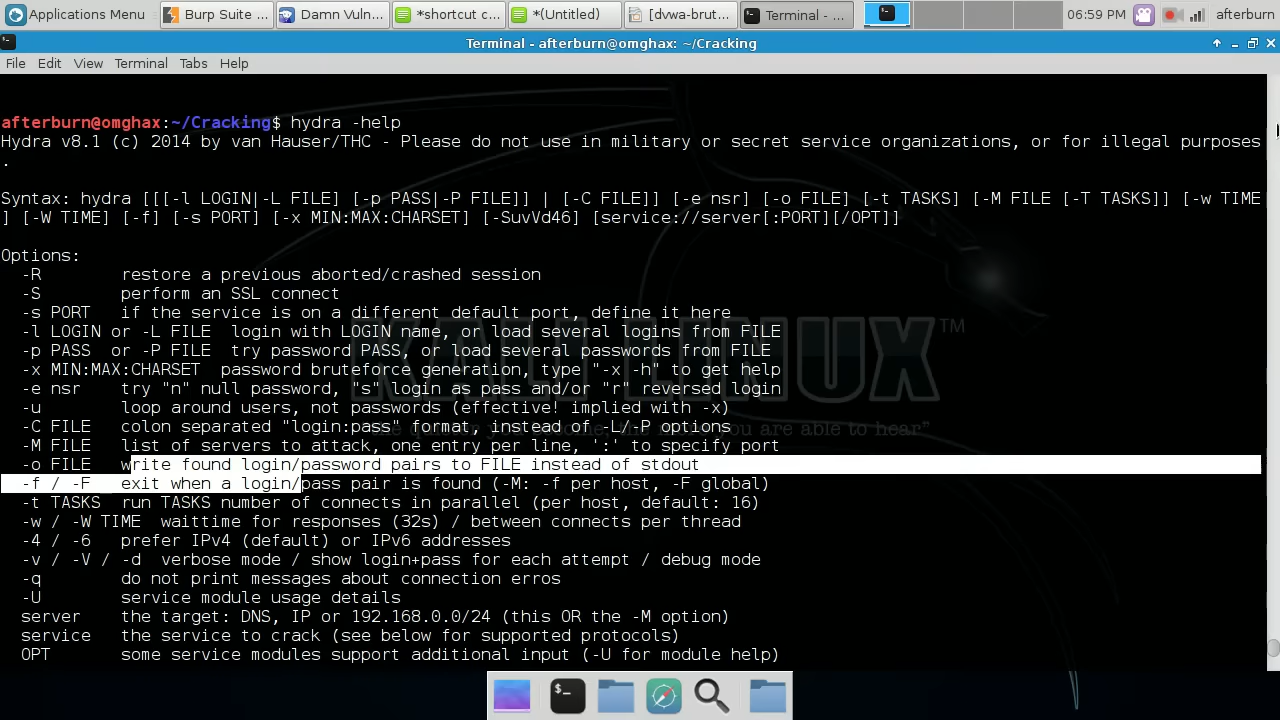 Applications Menu
Burp Suite ...
Damn Vuln...
*shortcut c...
*(Untitled)
[dvwa-brut...
Terminal - ...
06:59 PM
afterburn
Terminal - afterburn@omghax: ~/Cracking
File Edit View Terminal Tabs Help
afterburn@omghax:~/Cracking$ hydra -help
Hydra v8.1 (c) 2014 by van Hauser/THC - Please do not use in military or secret service organizations, or for illegal purposes
.
Syntax: hydra [[[-l LOGIN|-L FILE] [-p PASS|-P FILE]] | [-C FILE]] [-e nsr] [-o FILE] [-t TASKS] [-M FILE [-T TASKS]] [-w TIME
] [-W TIME] [-f] [-s PORT] [-x MIN:MAX:CHARSET] [-SuvVd46] [service://server[:PORT][/OPT]]
Options:
-R restore a previous aborted/crashed session
-S perform an SSL connect
-s PORT if the service is on a different default port, define it here
-l LOGIN or -L FILE login with LOGIN name, or load several logins from FILE
-p PASS or -P FILE try password PASS, or load several passwords from FILE
-x MIN:MAX:CHARSET password bruteforce generation, type "-x -h" to get help
-e nsr try "n" null password, "s" login as pass and/or "r" reversed login
-u loop around users, not passwords (effective! implied with -x)
-C FILE colon separated "login:pass" format, instead of -L/-P options
-M FILE list of servers to attack, one entry per line, ':' to specify port
-o FILE write found login/password pairs to FILE instead of stdout
-f / -F exit when a login/pass pair is found (-M: -f per host, -F global)
-t TASKS run TASKS number of connects in parallel (per host, default: 16)
-w / -W TIME waittime for responses (32s) / between connects per thread
-4 / -6 prefer IPv4 (default) or IPv6 addresses
-v / -V / -d verbose mode / show login+pass for each attempt / debug mode
-q do not print messages about connection erros
-U service module usage details
server the target: DNS, IP or 192.168.0.0/24 (this OR the -M option)
service the service to crack (see below for supported protocols)
OPT some service modules support additional input (-U for module help)
KALI LINUX™